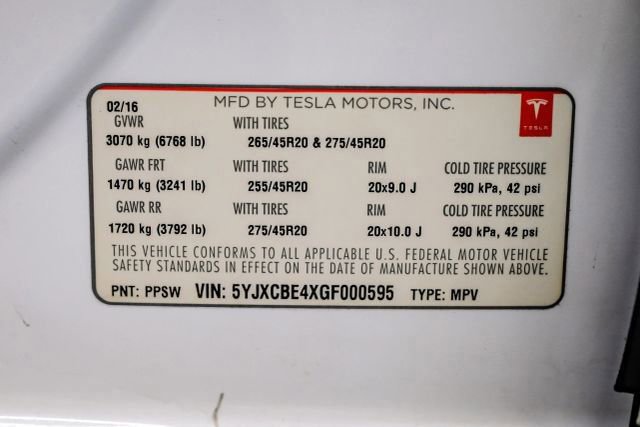 02/16 MFD BY TESLA MOTORS, INC.
TESLA
GVWR WITH TIRES
3070 kg (6768 lb) 265/45R20 & 275/45R20
GAWR FRT WITH TIRES RIM COLD TIRE PRESSURE
1470 kg (3241 lb) 255/45R20 20x9.0 J 290 kPa, 42 psi
GAWR RR WITH TIRES RIM COLD TIRE PRESSURE
1720 kg (3792 lb) 275/45R20 20x10.0 J 290 kPa, 42 psi
THIS VEHICLE CONFORMS TO ALL APPLICABLE U.S. FEDERAL MOTOR VEHICLE
SAFETY STANDARDS IN EFFECT ON THE DATE OF MANUFACTURE SHOWN ABOVE.
PNT: PPSW VIN: 5YJXCBE4XGF000595 TYPE: MPV